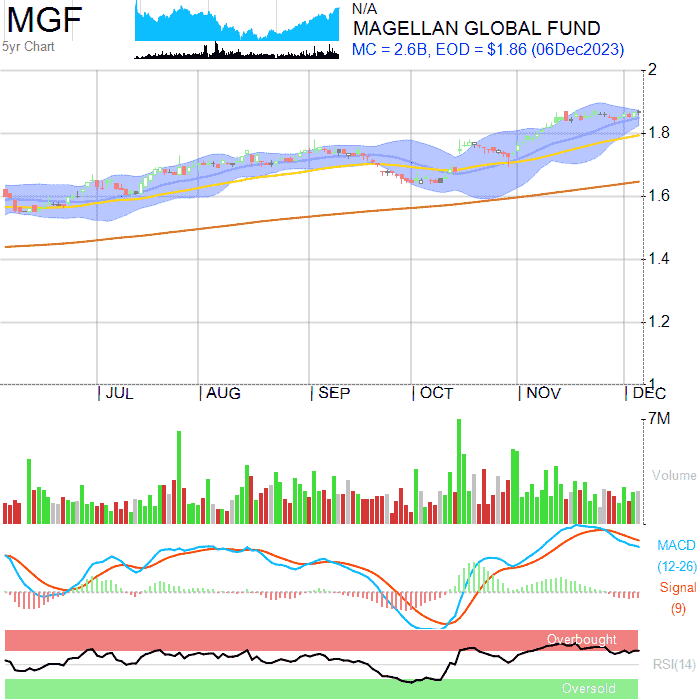 MGF
5yr Chart
N/A
MAGELLAN GLOBAL FUND
MC = 2.6B, EOD = $1.86 (06Dec2023)
2
1.8
1.6
1.4
1.2
1
JUL AUG SEP OCT NOV DEC
7M
Volume
MACD
(12-26)
Signal
(9)
Overbought
RSI(14)
Oversold